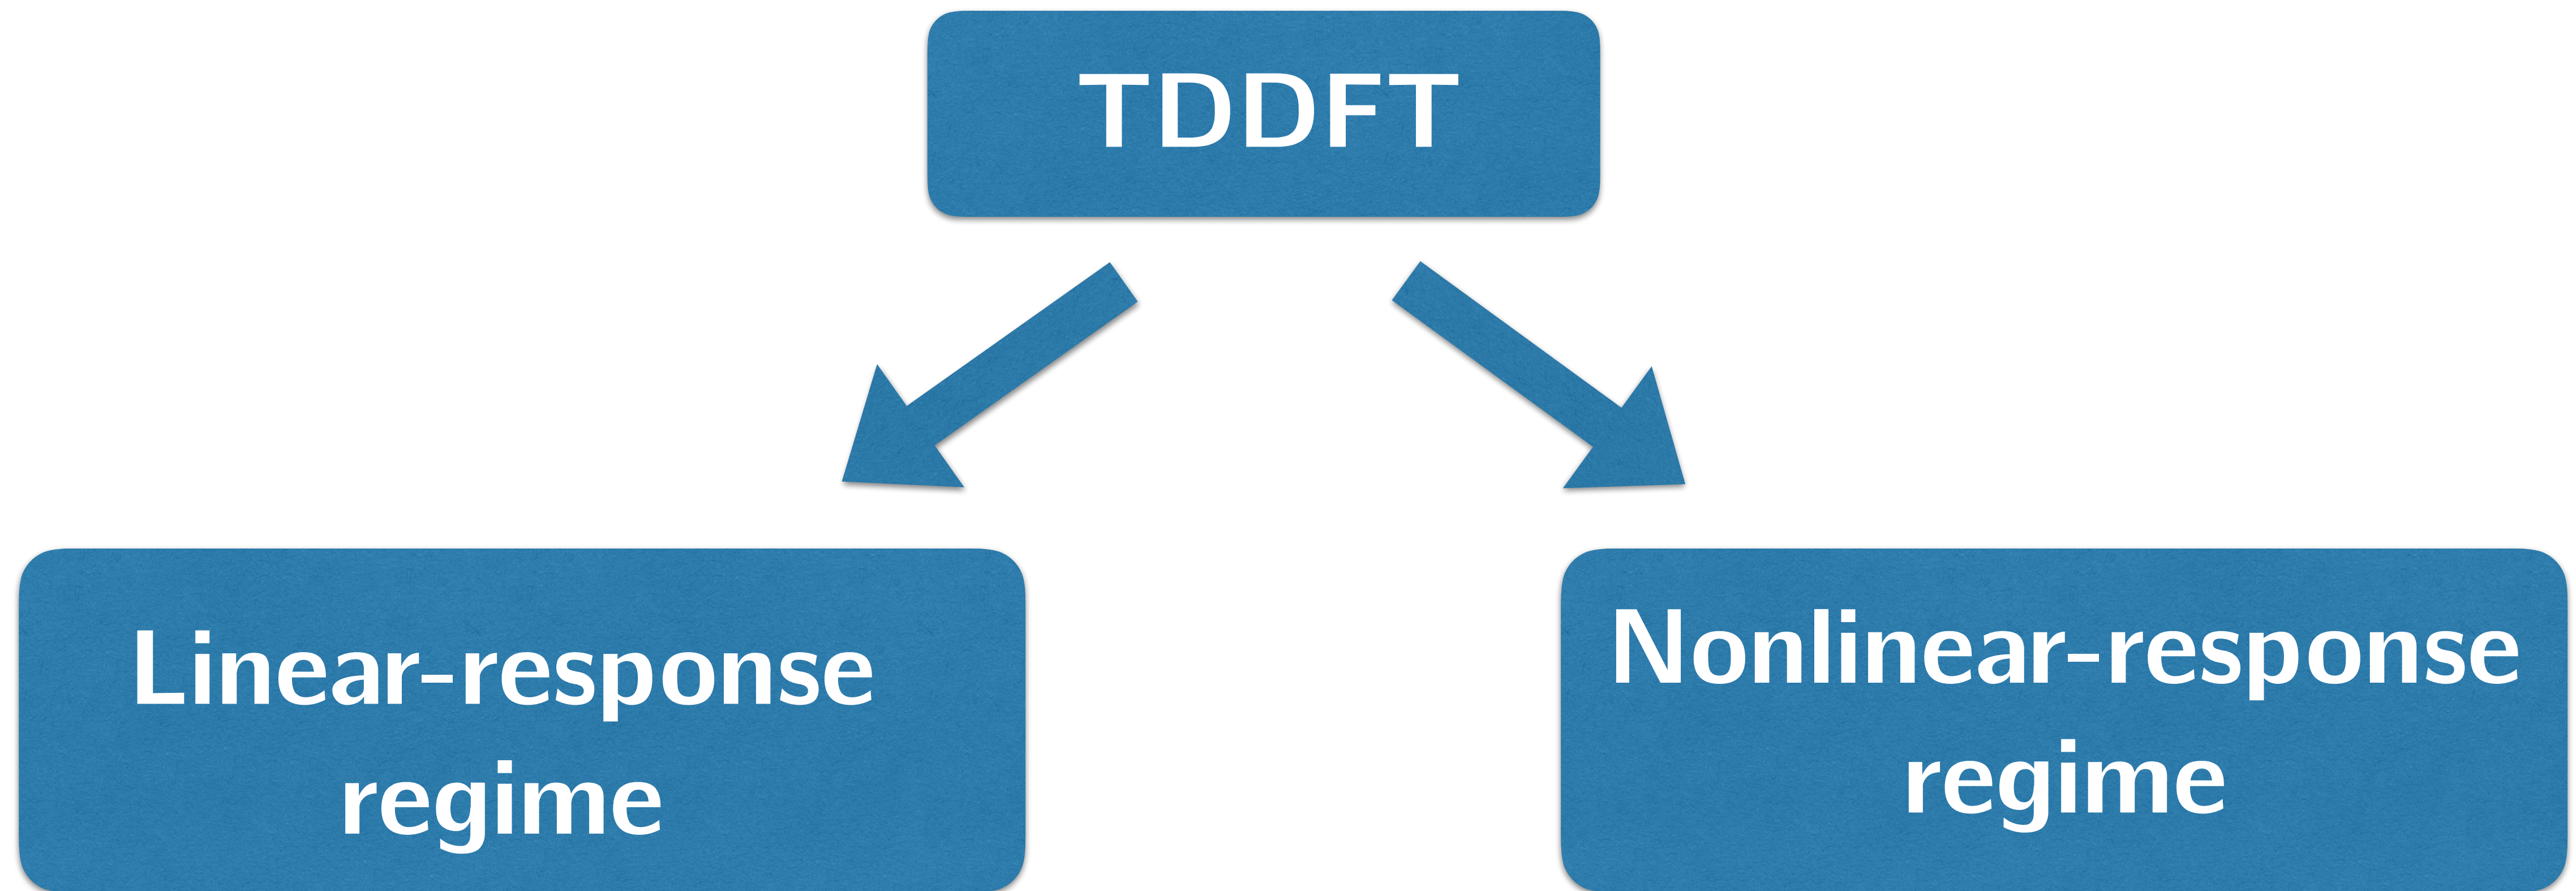 TDDFT
Linear-response
regime
Nonlinear-response
regime